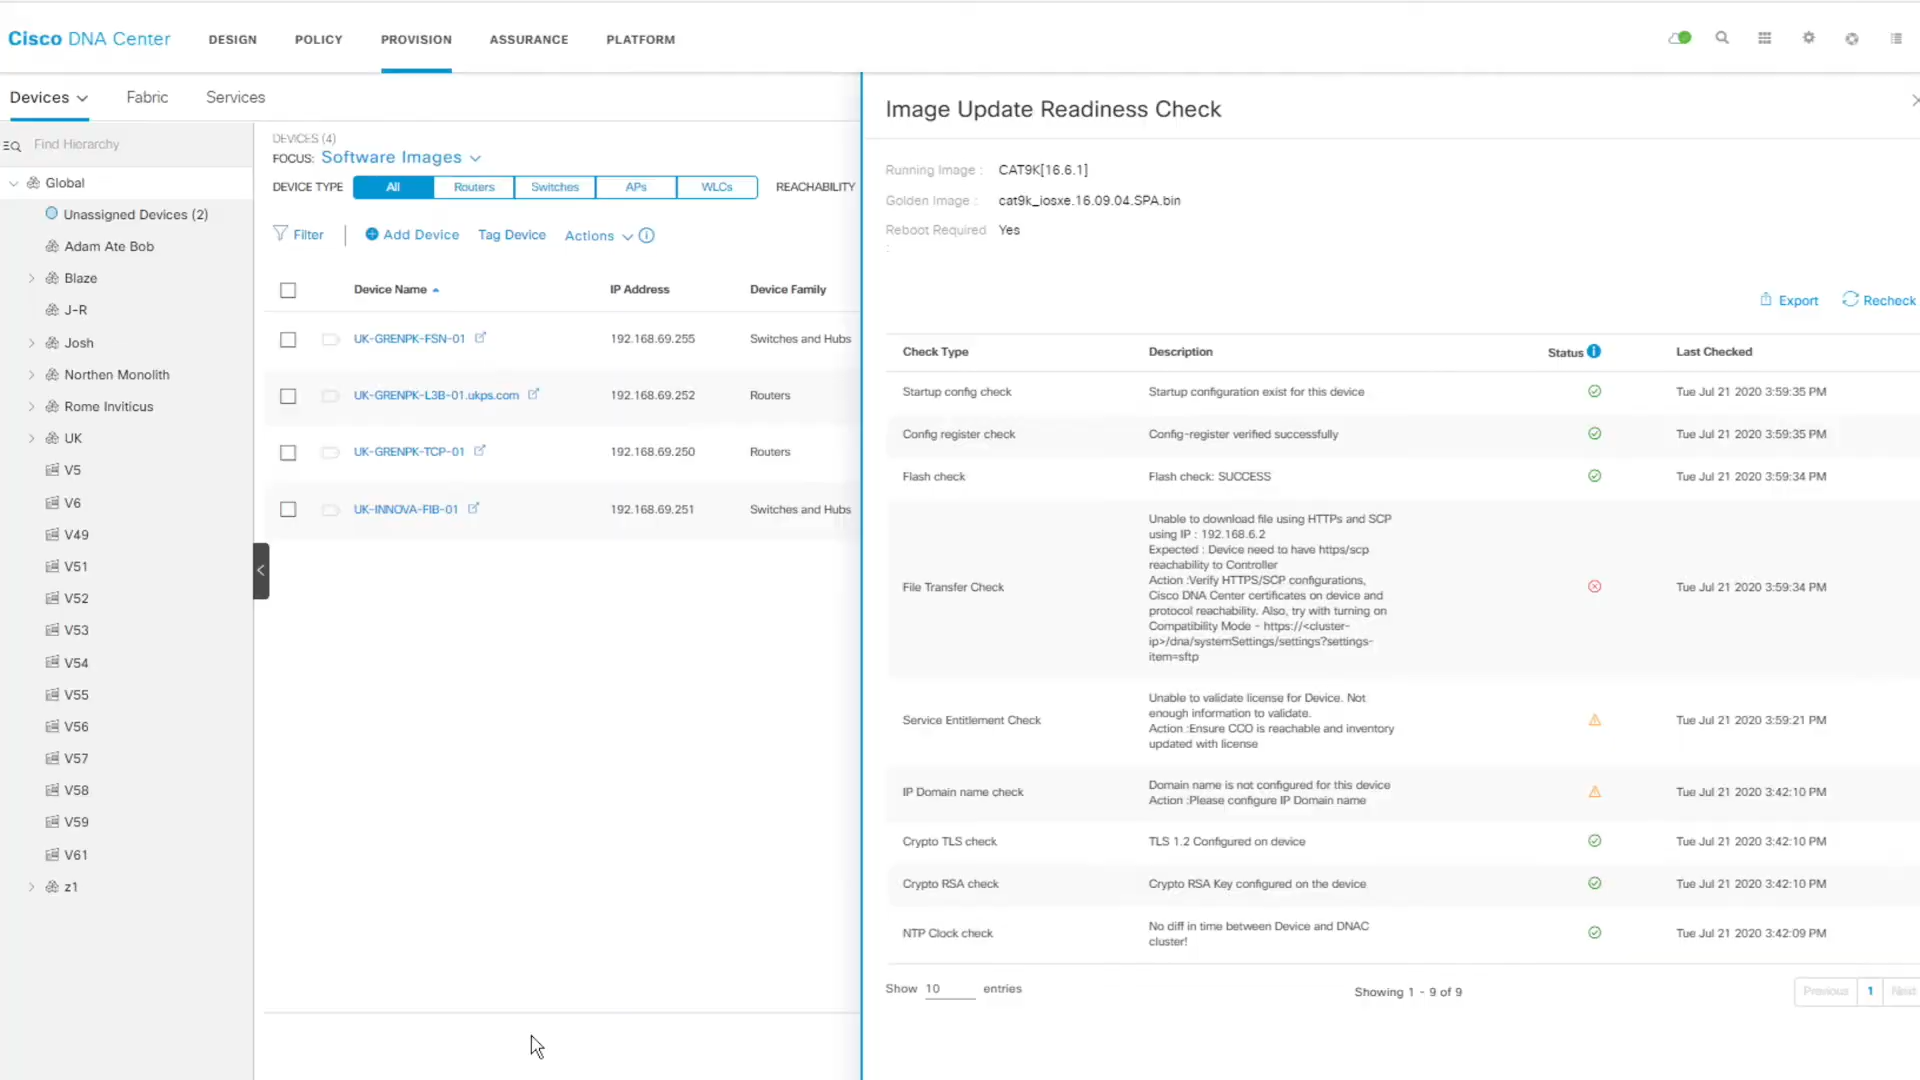 Cisco DNA Center
DESIGN
POLICY
PROVISION
ASSURANCE
PLATFORM
Devices
Fabric
Services
Find Hierarchy
Global
Unassigned Devices (2)
Adam Ate Bob
Blaze
J-R
Josh
Northen Monolith
Rome Inviticus
UK
V5
V6
V49
V51
V52
V53
V54
V55
V56
V57
V58
V59
V61
z1
DEVICES (4)
FOCUS: Software Images
DEVICE TYPE All Routers Switches APs WLCs REACHABILITY
Filter | Add Device Tag Device Actions
Device Name IP Address Device Family
UK-GRENPK-FSN-01 192.168.69.255 Switches and Hubs
UK-GRENPK-L3B-01.ukps.com 192.168.69.252 Routers
UK-GRENPK-TCP-01 192.168.69.250 Routers
UK-INNOVA-FIB-01 192.168.69.251 Switches and Hubs
Image Update Readiness Check
Running Image : CAT9K[16.6.1]
Golden Image : cat9k_iosxe.16.09.04.SPA.bin
Reboot Required Yes
:
Export Recheck
Check Type Description Status Last Checked
Startup config check Startup configuration exist for this device Tue Jul 21 2020 3:59:35 PM
Config register check Config-register verified successfully Tue Jul 21 2020 3:59:35 PM
Flash check Flash check: SUCCESS Tue Jul 21 2020 3:59:34 PM
File Transfer Check
Unable to download file using HTTPs and SCP
using IP : 192.168.6.2
Expected : Device need to have https/scp
reachability to Controller
Action :Verify HTTPS/SCP configurations,
Cisco DNA Center certificates on device and
protocol reachability. Also, try with turning on
Compatibility Mode - https://<cluster-
ip>/dna/systemSettings/settings?settings-
item=sftp
Tue Jul 21 2020 3:59:34 PM
Service Entitlement Check
Unable to validate license for Device. Not
enough information to validate.
Action :Ensure CCO is reachable and inventory
updated with license
Tue Jul 21 2020 3:59:21 PM
IP Domain name check
Domain name is not configured for this device
Action :Please configure IP Domain name
Tue Jul 21 2020 3:42:10 PM
Crypto TLS check TLS 1.2 Configured on device Tue Jul 21 2020 3:42:10 PM
Crypto RSA check Crypto RSA Key configured on the device Tue Jul 21 2020 3:42:10 PM
NTP Clock check
No diff in time between Device and DNAC
cluster!
Tue Jul 21 2020 3:42:09 PM
Show 10 entries
Showing 1 - 9 of 9
Previous 1 Next